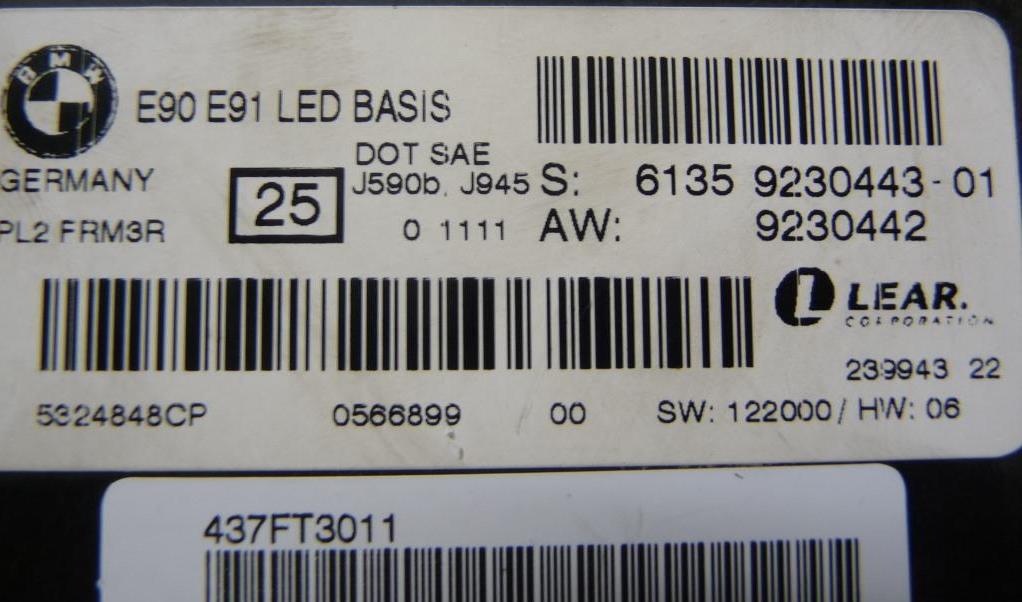 BMW
E90 E91 LED BASIS
GERMANY
PL2 FRM3R
25
DOT SAE
J590b, J945
0 1111
S: 6135 9230443-01
AW: 9230442
LEAR.
CORPORATION
239943 22
5324848CP 0566899 00 SW: 122000/ HW: 06
437FT3011